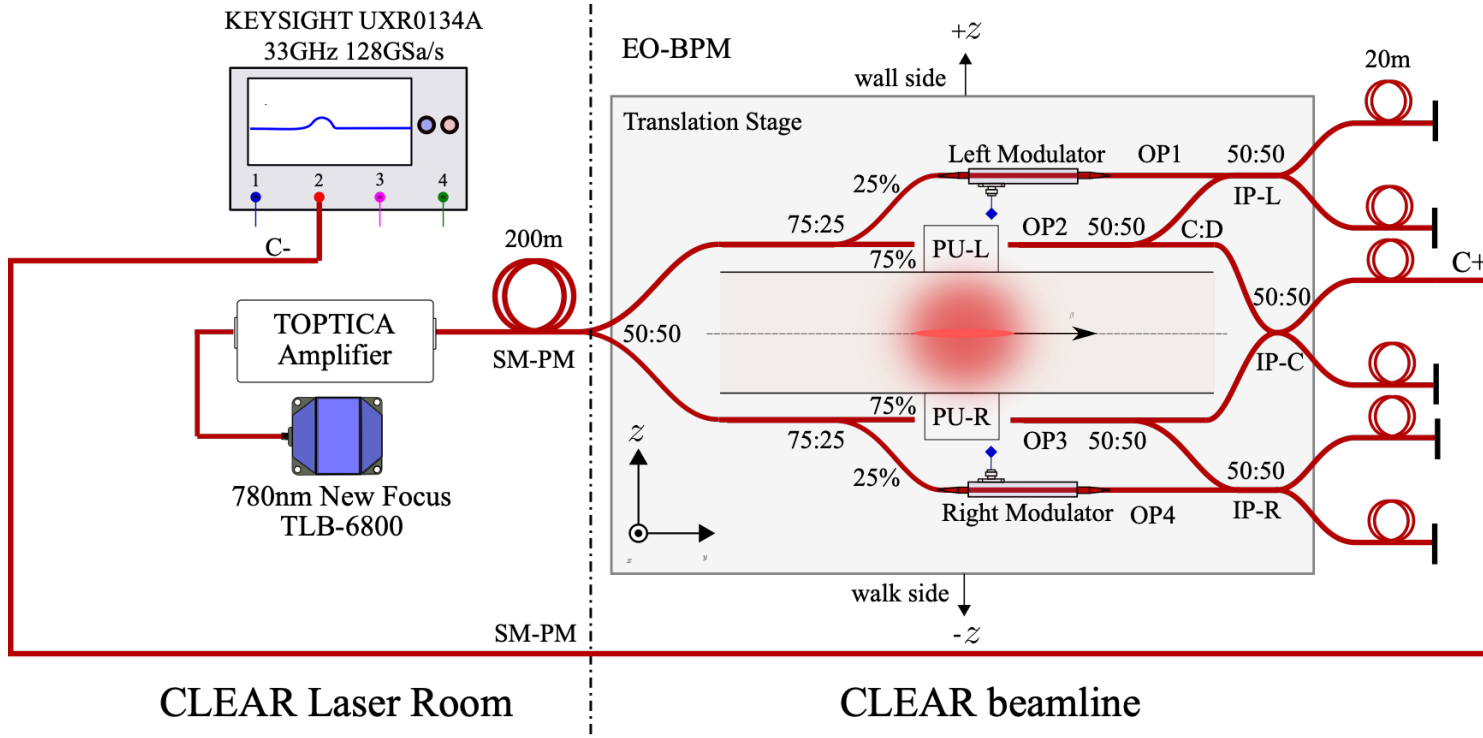 KEYSIGHT UXR0134A
33GHz 128GSa/s
1 2 3 4
C-
200m
TOPTICA
Amplifier
SM-PM
780nm New Focus
TLB-6800
SM-PM
CLEAR Laser Room
EO-BPM
+z
wall side
20m
Translation Stage
Left Modulator
OP1
50:50
25%
IP-L
75:25
PU-L
OP2
50:50
C:D
75%
C+
50:50
50:50
β
IP-C
75%
PU-R
75:25
OP3
50:50
50:50
25%
Right Modulator
OP4
IP-R
z
x
y
walk side
-z
CLEAR beamline